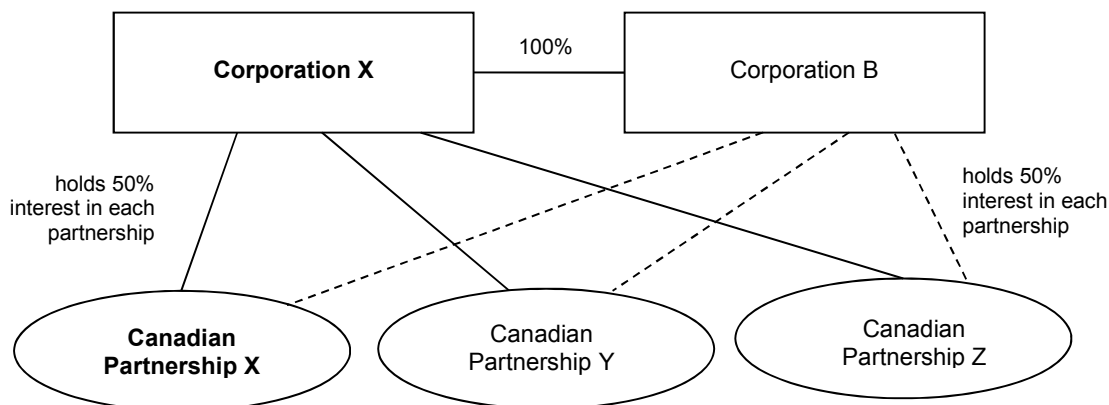 100%
Corporation X
Corporation B
holds 50%
interest in each
partnership
holds 50%
interest in each
partnership
Canadian
Partnership X
Canadian
Partnership Y
Canadian
Partnership Z